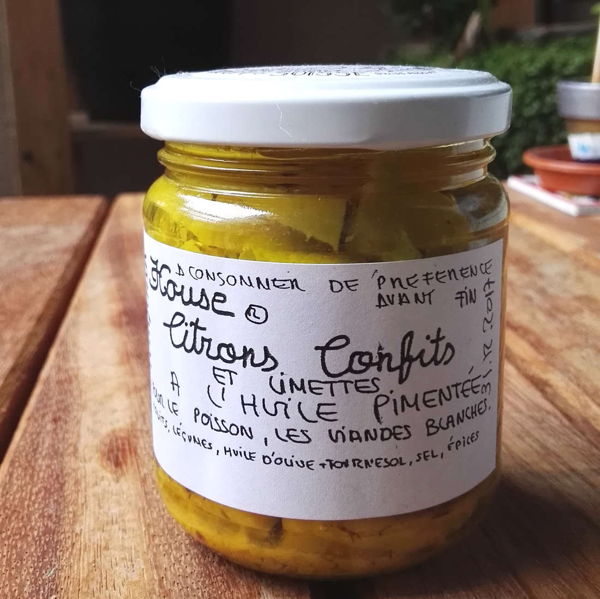 A CONSONNER DE PREFERENCE
AVANT FIN
House ®
Citrons Confits
ET LIMETTES
A L'HUILE PIMENTÉE
LE POISSON, LES VIANDES BLANCHES.
LÉGUMES, HUILE D'OLIVE + TOURNESOL, SEL, ÉPICES